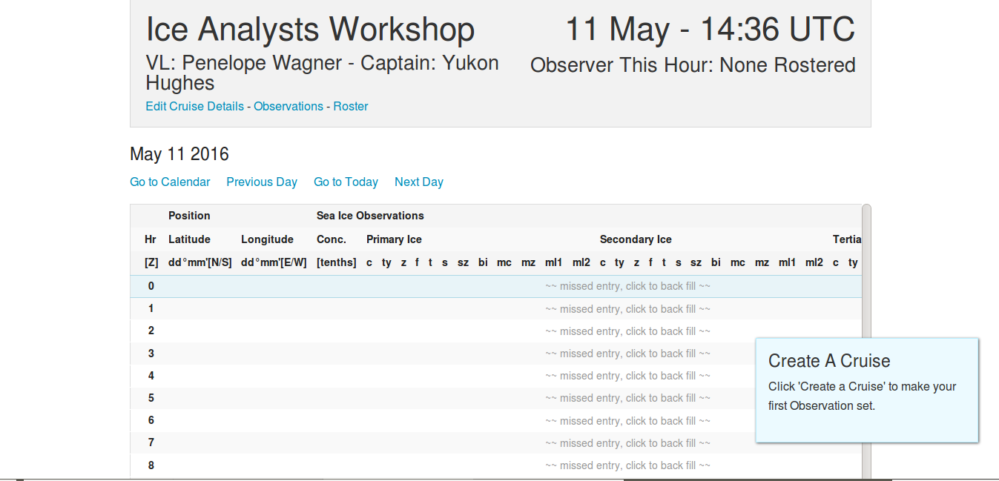 Ice Analysts Workshop
11 May - 14:36 UTC
VL: Penelope Wagner - Captain: Yukon
Hughes
Observer This Hour: None Rostered
Edit Cruise Details - Observations - Roster
May 11 2016
Go to Calendar Previous Day Go to Today Next Day
Position Sea Ice Observations
Hr Latitude Longitude Conc. Primary Ice Secondary Ice Tertia
[Z] dd°mm'[N/S] dd°mm'[E/W] [tenths] c ty z f t s sz bi mc mz ml1 ml2 c ty z f t s sz bi mc mz ml1 ml2 c ty
0 ~~ missed entry, click to back fill ~~
1 ~~ missed entry, click to back fill ~~
2 ~~ missed entry, click to back fill ~~
3 ~~ missed entry, click to back fill ~~
4 ~~ missed entry, click to back fill ~~
5 ~~ missed entry, click to back fill ~~
6 ~~ missed entry, click to back fill ~~
7 ~~ missed entry, click to back fill ~~
8 ~~ missed entry, click to back fill ~~
Create A Cruise
Click 'Create a Cruise' to make your
first Observation set.